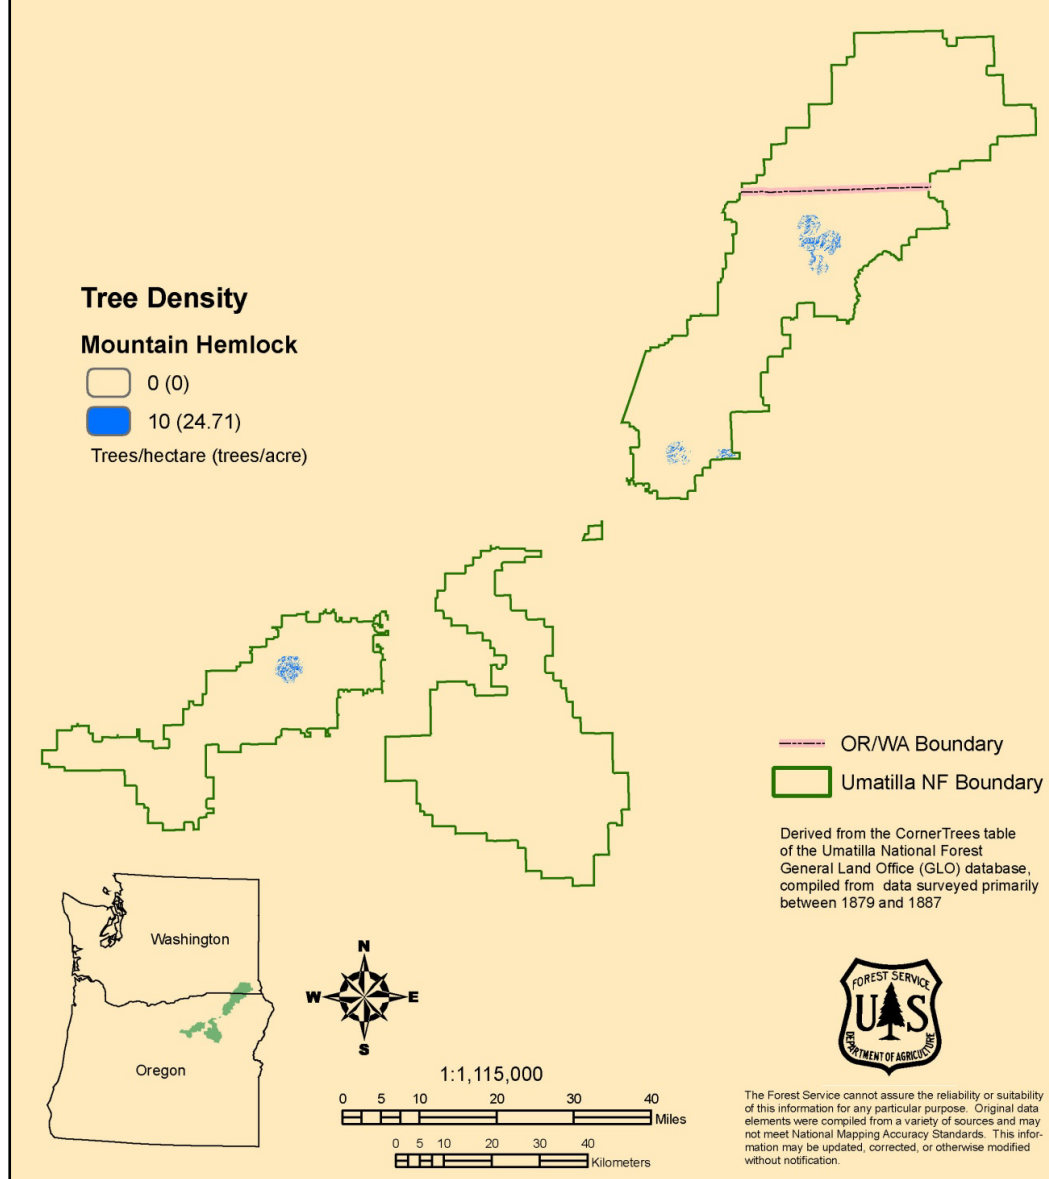 Tree Density
Mountain Hemlock
0 (0)
10 (24.71)
Trees/hectare (trees/acre)
OR/WA Boundary
Umatilla NF Boundary
Derived from the CornerTrees table
of the Umatilla National Forest
General Land Office (GLO) database,
compiled from data surveyed primarily
between 1879 and 1887
Washington
Oregon
N
W
E
S
1:1,115,000
0 5 10 20 30 40
Miles
0 5 10 20 30 40
Kilometers
FOREST SERVICE
U S
DEPARTMENT OF AGRICULTURE
The Forest Service cannot assure the reliability or suitability
of this information for any particular purpose. Original data
elements were compiled from a variety of sources and may
not meet National Mapping Accuracy Standards. This infor-
mation may be updated, corrected, or otherwise modified
without notification.